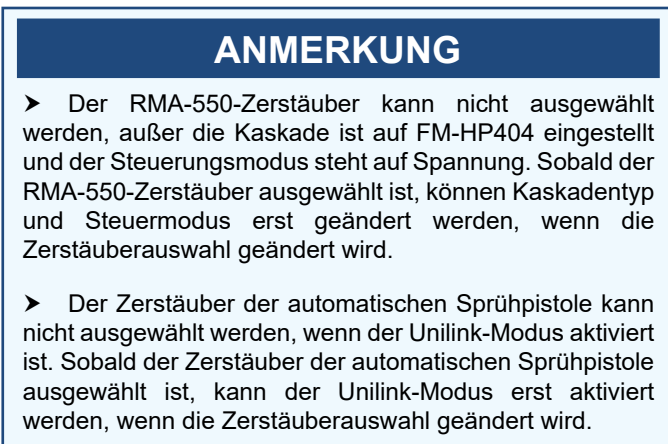 ANMERKUNG
➤ Der RMA-550-Zerstäuber kann nicht ausgewählt
werden, außer die Kaskade ist auf FM-HP404 eingestellt
und der Steuerungsmodus steht auf Spannung. Sobald der
RMA-550-Zerstäuber ausgewählt ist, können Kaskadentyp
und Steuermodus erst geändert werden, wenn die
Zerstäuberauswahl geändert wird.
➤ Der Zerstäuber der automatischen Sprühpistole kann
nicht ausgewählt werden, wenn der Unilink-Modus aktiviert
ist. Sobald der Zerstäuber der automatischen Sprühpistole
ausgewählt ist, kann der Unilink-Modus erst aktiviert
werden, wenn die Zerstäuberauswahl geändert wird.